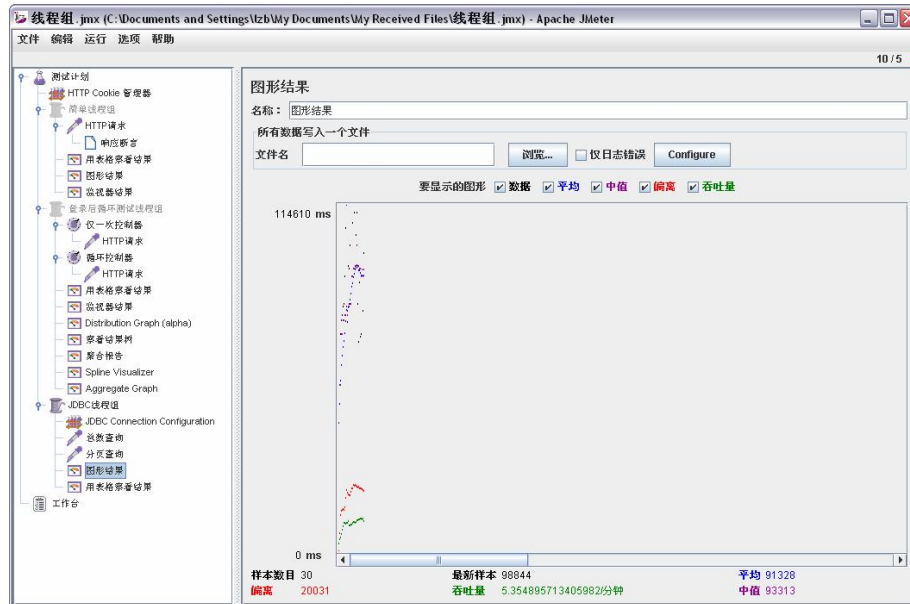 线程组.jmx (C:\Documents and Settings\lzb\My Documents\My Received Files\线程组.jmx) - Apache JMeter
文件 编辑 运行 选项 帮助
10 / 5
测试计划
HTTP Cookie 管理器
简单线程组
HTTP请求
响应断言
用表格察看结果
图形结果
监视器结果
登录后循环测试线程组
仅一次控制器
HTTP请求
循环控制器
HTTP请求
用表格察看结果
监视器结果
Distribution Graph (alpha)
察看结果树
聚合报告
Spline Visualizer
Aggregate Graph
JDBC线程组
JDBC Connection Configuration
总数查询
分页查询
图形结果
用表格察看结果
工作台
图形结果
名称： 图形结果
所有数据写入一个文件
文件名 浏览... 仅日志错误 Configure
要显示的图形 数据 平均 中值 偏离 吞吐量
114610 ms
0 ms
样本数目 30 最新样本 98844 平均 91328
偏离 20031 吞吐量 5.354895713405982/分钟 中值 93313